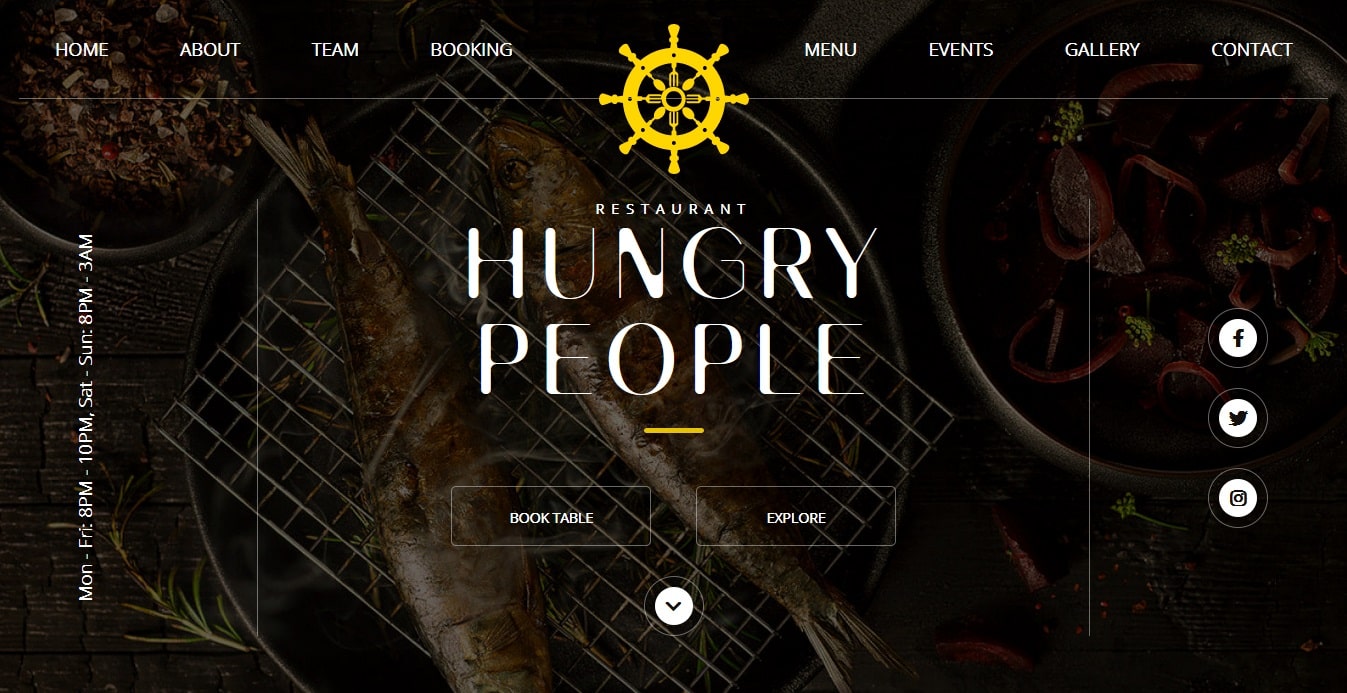 HOME ABOUT TEAM BOOKING MENU EVENTS GALLERY CONTACT
RESTAURANT
HUNGRY
PEOPLE
Mon - Fri: 8PM - 10PM, Sat - Sun: 8PM - 3AM
BOOK TABLE EXPLORE